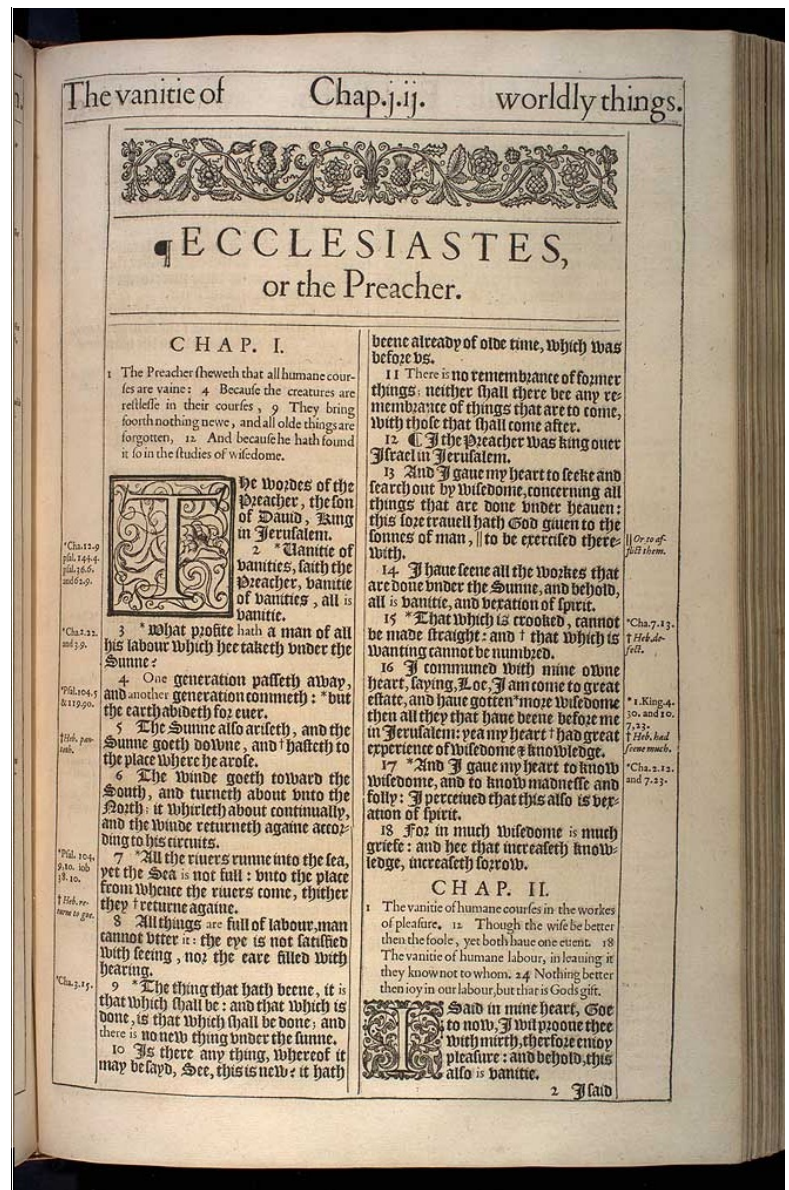 The vanitie of Chap.j.ij. worldly things.
¶ECCLESIASTES,
or the Preacher.
CHAP. I.
1 The Preacher sheweth that all humane cour-
ses are vaine: 4 Because the creatures are
restlesse in their courses, 9 They bring
foorth nothing newe, and all olde things are
forgotten, 12 And because he hath found
it so in the studies of wisedome.
The wordes of the
Preacher, the son
of Dauid, King
in Jerusalem.
2 *Uanitie of
vanities, saith the
Preacher, vanitie
of vanities, all is
vanitie.
3 *What profite hath a man of all
his labour which hee taketh vnder the
Sunne?
4 One generation passeth away,
and another generation commeth: *but
the earth abideth for euer.
5 The Sunne also ariseth, and the
Sunne goeth downe, and †hasteth to
the place where he arose.
6 The winde goeth toward the
South, and turneth about vnto the
North; it whirleth about continually,
and the winde returneth againe accor-
ding to his circuits.
7 *All the riuers runne into the sea,
yet the Sea is not full: vnto the place
from whence the riuers come, thither
they †returne againe.
8 All things are full of labour, man
cannot vtter it: the eye is not satisfied
with seeing, nor the eare filled with
hearing.
9 *The thing that hath beene, it is
that which shall be: and that which is
done, is that which shall be done; and
there is no new thing vnder the sunne.
10 Is there any thing, whereof it
may be sayd, See, this is new? it hath
*Cha.12.9
psal.144.4.
psal.36.6.
and 62.9.
*Cha.2.22.
and 3.9.
*Psal.104.5
& 119.90.
†Heb. pan-
teth.
*Psal. 104.
9,10. iob
38.10.
†Heb. re-
turne to goe.
*Cha.3.15.
beene already of olde time, which was
before vs.
11 There is no remembrance of former
things; neither shall there bee any re-
membrance of things that are to come,
with those that shall come after.
12 ¶ I the Preacher was king ouer
Israel in Jerusalem.
13 And I gaue my heart to seeke and
search out by wisedome, concerning all
things that are done vnder heauen:
this sore trauell hath God giuen to the
sonnes of man, ||to be exercised there-
with.
14 I haue seene all the workes that
are done vnder the Sunne, and behold,
all is vanitie, and vexation of spirit.
15 *That which is crooked, cannot
be made straight: and † that which is
wanting cannot be numbred.
16 I communed with mine owne
heart, saying, Loe, I am come to great
estate, and haue gotten *more wisedome
then all they that haue beene before me
in Jerusalem: yea my heart †had great
experience of wisedome & knowledge.
17 *And I gaue my heart to know
wisedome, and to know madnesse and
folly: I perceiued that this also is vex-
ation of spirit.
18 For in much wisedome is much
griefe: and hee that increaseth know-
ledge, increaseth sorrow.
CHAP. II.
1 The vanitie of humane courses in the workes
of pleasure. 12 Though the wise be better
then the foole, yet both haue one euent. 18
The vanitie of humane labour, in leauing it
they know not to whom. 24 Nothing better
then ioy in our labour, but that is Gods gift.
I Said in mine heart, Goe
to now, I wil prooue thee
with mirth, therfore enioy
pleasure: and behold, this
also is vanitie.
2 I said
||Or, to af-
flict them.
*Cha.7.13.
†Heb. de-
fect.
*1.King.4.
30. and 10.
7,23.
†Heb. had
seene much.
*Cha.2.12.
and 7.23.